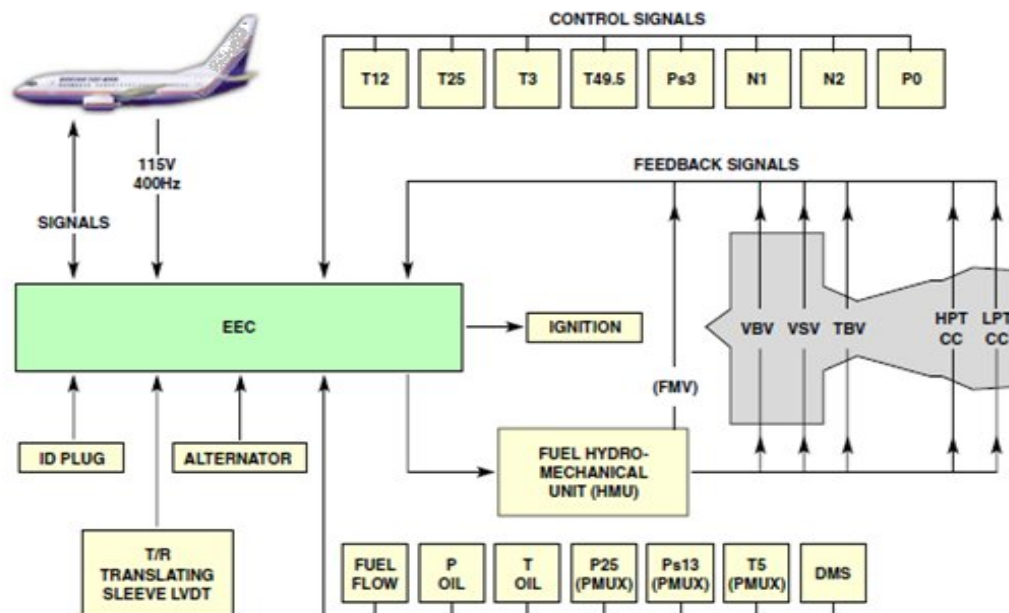 CONTROL SIGNALS
T12
T25
T3
T49.5
Ps3
N1
N2
P0
115V
400Hz
SIGNALS
FEEDBACK SIGNALS
EEC
IGNITION
VBV
VSV
TBV
HPT
CC
LPT
CC
(FMV)
ID PLUG
ALTERNATOR
FUEL HYDRO-
MECHANICAL
UNIT (HMU)
T/R
TRANSLATING
SLEEVE LVDT
FUEL
FLOW
P
OIL
T
OIL
P25
(PMUX)
Ps13
(PMUX)
T5
(PMUX)
DMS